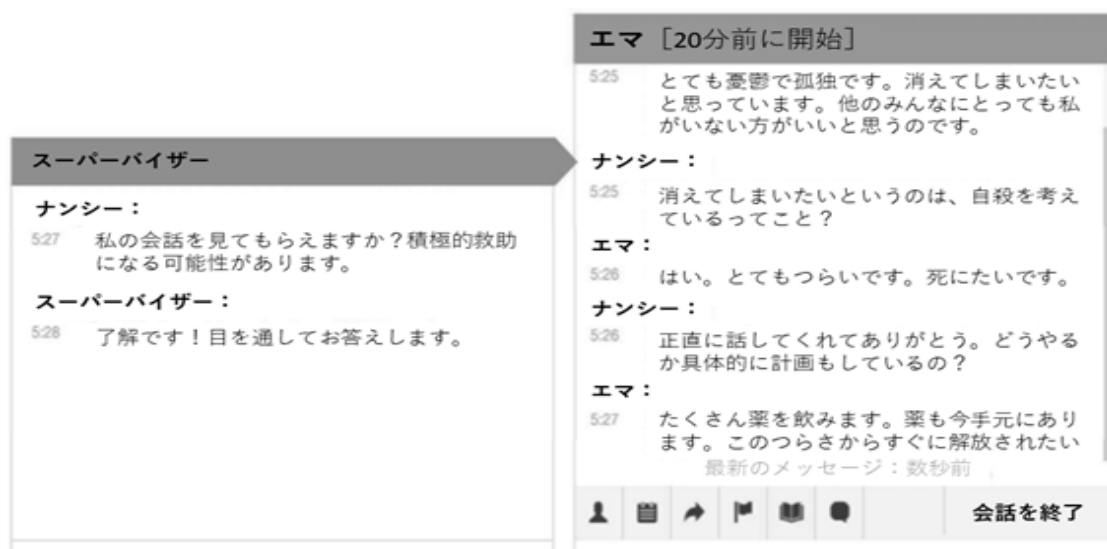 スーパーバイザー
ナンシー：
5:27 私の会話を見てもらえますか？積極的救助
になる可能性があります。
スーパーバイザー：
5:28 了解です！目を通してお答えします。
エマ［20分前に開始］
5:25 とても憂鬱で孤独です。消えてしまいたい
と思っています。他のみんなにとっても私
がいない方がいいと思うのです。
ナンシー：
5:25 消えてしまいたいというのは、自殺を考え
ているってこと？
エマ：
5:26 はい。とてもつらいです。死にたいです。
ナンシー：
5:26 正直に話してくれてありがとう。どうやる
か具体的に計画もしているの？
エマ：
5:27 たくさん薬を飲みます。薬も今手元にあり
ます。このつらさからすぐに解放されたい
最新のメッセージ：数秒前
会話を終了